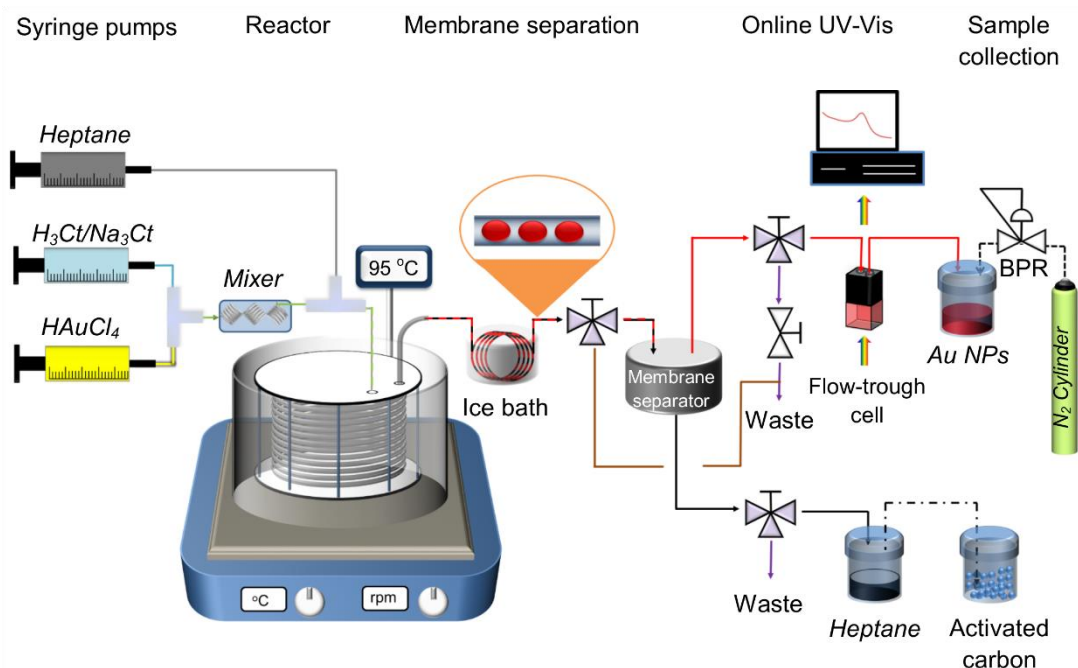 Syringe pumps
Reactor
Membrane separation
Online UV-Vis
Sample
collection
Heptane
H₃Ct/Na₃Ct
HAuCl₄
Mixer
95 °C
Ice bath
Membrane
separator
Waste
Flow-trough
cell
BPR
Au NPs
N₂ Cylinder
°C
rpm
Waste
Heptane
Activated
carbon